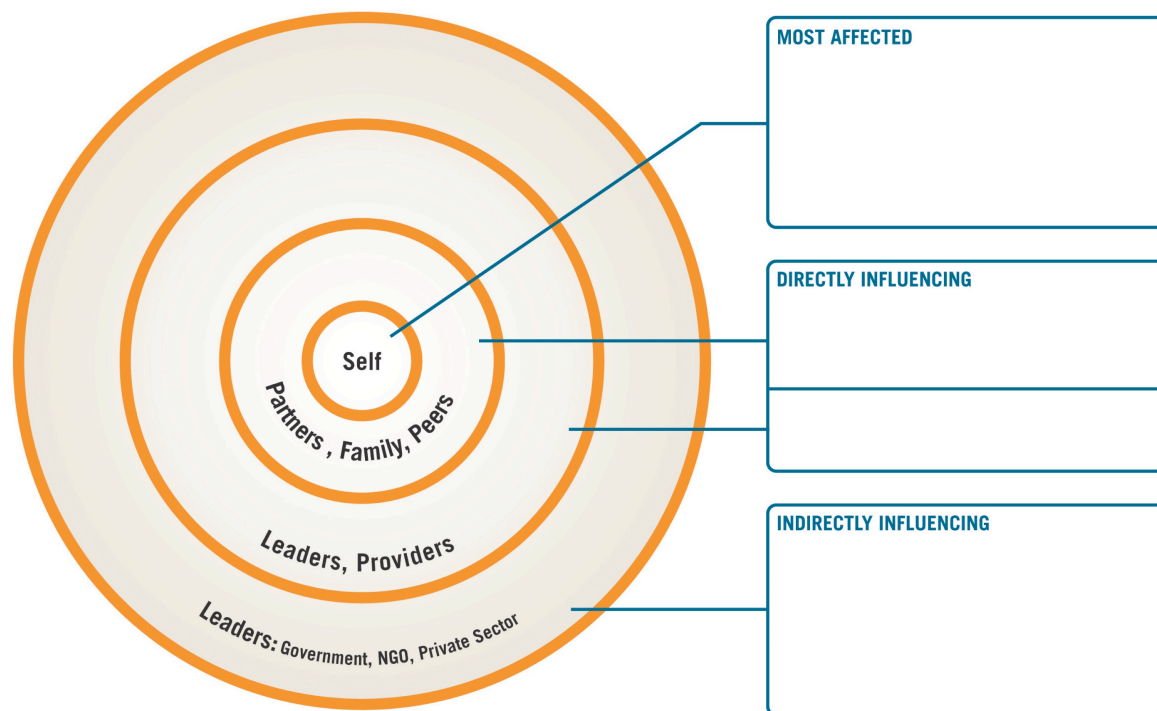 MOST AFFECTED
DIRECTLY INFLUENCING
INDIRECTLY INFLUENCING
Self
Partners , Family, Peers
Leaders, Providers
Leaders: Government, NGO, Private Sector